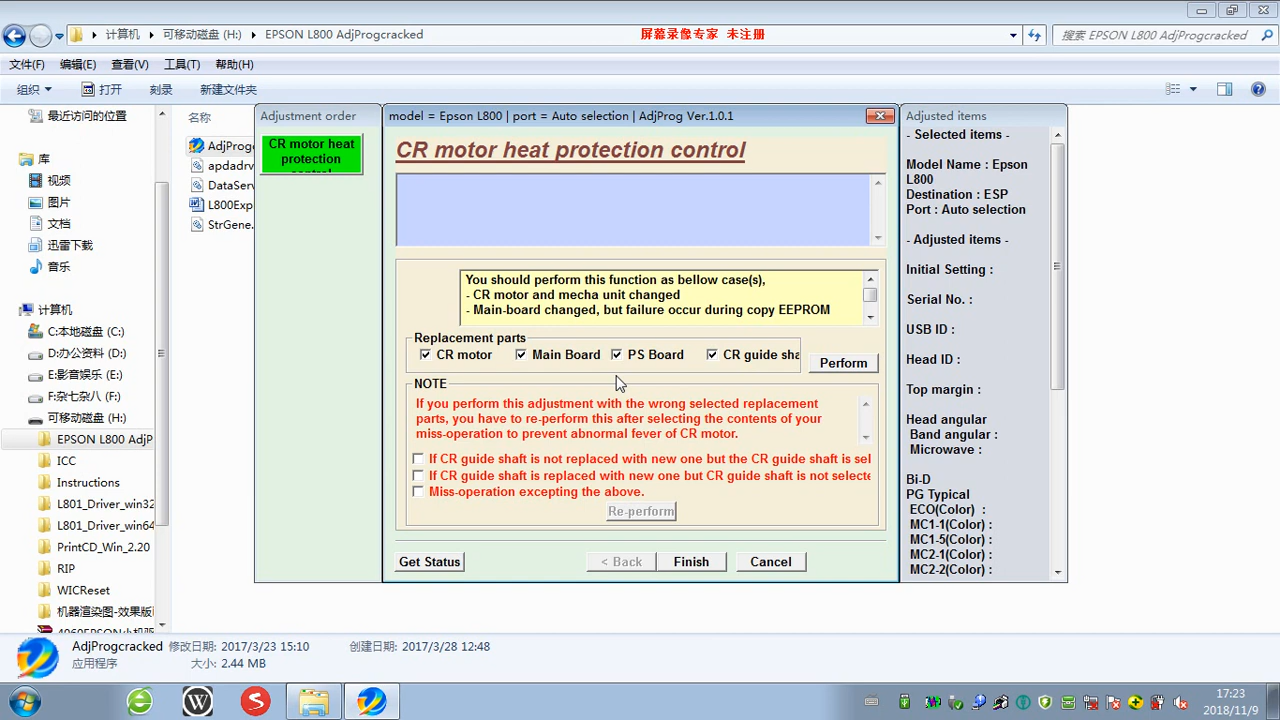 计算机 可移动磁盘 (H:) EPSON L800 AdjProgcracked
屏幕录像专家 未注册
搜索 EPSON L800 AdjProgcracked
文件(F) 编辑(E) 查看(V) 工具(T) 帮助(H)
组织 打开 刻录 新建文件夹
最近访问的位置
库
视频
图片
文档
迅雷下载
音乐
计算机
C:本地磁盘 (C:)
D:办公资料 (D:)
E:影音娱乐 (E:)
F:杂七杂八 (F:)
可移动磁盘 (H:)
EPSON L800 AdjP
ICC
Instructions
L801_Driver_win32
L801_Driver_win64
PrintCD_Win_2.20
RIP
WICReset
机器渲染图-效果版
名称
AdjProg
apdadrv
DataServ
L800Expl
StrGene.
Adjustment order
CR motor heat
protection
model = Epson L800 | port = Auto selection | AdjProg Ver.1.0.1
CR motor heat protection control
You should perform this function as bellow case(s),
- CR motor and mecha unit changed
- Main-board changed, but failure occur during copy EEPROM
Replacement parts
CR motor Main Board PS Board CR guide sha
Perform
NOTE
If you perform this adjustment with the wrong selected replacement
parts, you have to re-perform this after selecting the contents of your
miss-operation to prevent abnormal fever of CR motor.
If CR guide shaft is not replaced with new one but the CR guide shaft is sel
If CR guide shaft is replaced with new one but CR guide shaft is not selecte
Miss-operation excepting the above.
Re-perform
Get Status < Back Finish Cancel
Adjusted items
- Selected items -
Model Name : Epson
L800
Destination : ESP
Port : Auto selection
- Adjusted items -
Initial Setting :
Serial No. :
USB ID :
Head ID :
Top margin :
Head angular
Band angular :
Microwave :
Bi-D
PG Typical
ECO(Color) :
MC1-1(Color) :
MC1-5(Color) :
MC2-1(Color) :
MC2-2(Color) :
AdjProgcracked 修改日期: 2017/3/23 15:10 创建日期: 2017/3/28 12:48
应用程序 大小: 2.44 MB
17:23
2018/11/9